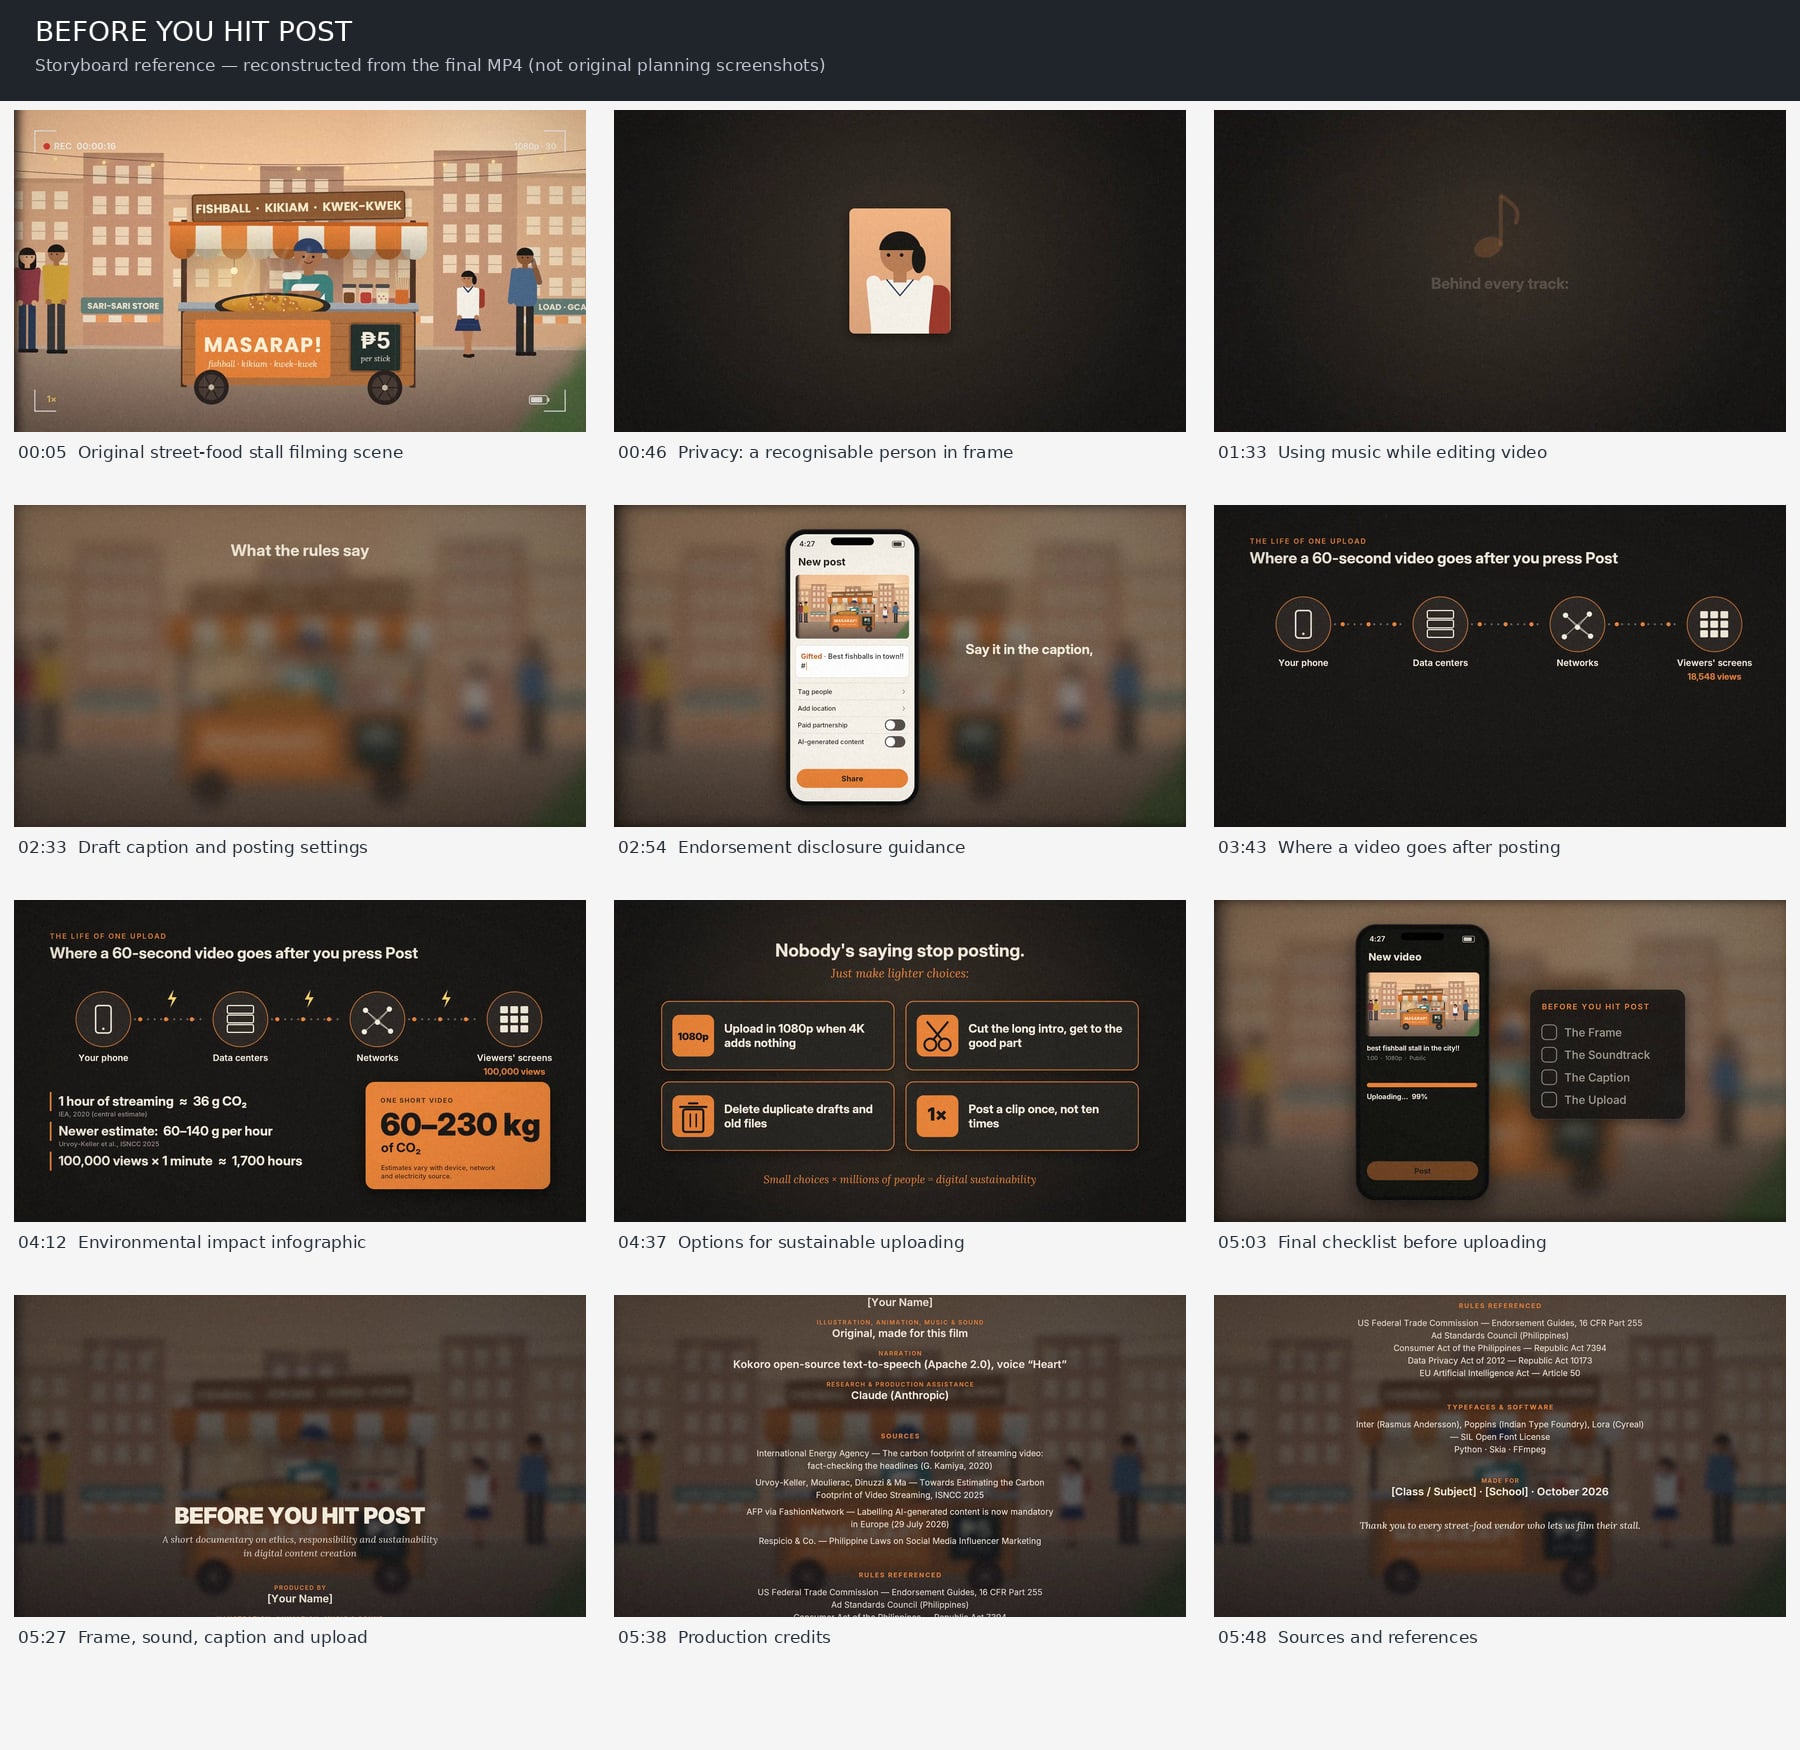 BEFORE YOU HIT POST
Storyboard reference — reconstructed from the final MP4 (not original planning screenshots)
REC 00:00:16
1080p · 30
FISHBALL · KIKIAM · KWEK-KWEK
SARI-SARI STORE
LOAD · GCA
MASARAP!
fishball · kikiam · kwek-kwek
₱5
per stick
1×
00:05 Original street-food stall filming scene
00:46 Privacy: a recognisable person in frame
Behind every track:
01:33 Using music while editing video
What the rules say
02:33 Draft caption and posting settings
4:27
New post
MASARAP!
Gifted · Best fishballs in town!!
#
Tag people
Add location
Paid partnership
AI-generated content
Share
Say it in the caption,
02:54 Endorsement disclosure guidance
THE LIFE OF ONE UPLOAD
Where a 60-second video goes after you press Post
Your phone
Data centers
Networks
Viewers' screens
18,548 views
03:43 Where a video goes after posting
THE LIFE OF ONE UPLOAD
Where a 60-second video goes after you press Post
Your phone
Data centers
Networks
Viewers' screens
100,000 views
1 hour of streaming ≈ 36 g CO₂
IEA, 2020 (central estimate)
Newer estimate: 60–140 g per hour
Urvoy-Keller et al., ISNCC 2025
100,000 views × 1 minute ≈ 1,700 hours
ONE SHORT VIDEO
60–230 kg
of CO₂
Estimates vary with device, network
and electricity source.
04:12 Environmental impact infographic
Nobody's saying stop posting.
Just make lighter choices:
1080p
Upload in 1080p when 4K
adds nothing
Cut the long intro, get to the
good part
Delete duplicate drafts and
old files
1×
Post a clip once, not ten
times
Small choices × millions of people = digital sustainability
04:37 Options for sustainable uploading
4:27
New video
MASARAP!
best fishball stall in the city!!
1:00 · 1080p · Public
Uploading... 99%
Post
BEFORE YOU HIT POST
The Frame
The Soundtrack
The Caption
The Upload
05:03 Final checklist before uploading
BEFORE YOU HIT POST
A short documentary on ethics, responsibility and sustainability
in digital content creation
PRODUCED BY
[Your Name]
05:27 Frame, sound, caption and upload
[Your Name]
ILLUSTRATION, ANIMATION, MUSIC & SOUND
Original, made for this film
NARRATION
Kokoro open-source text-to-speech (Apache 2.0), voice “Heart”
RESEARCH & PRODUCTION ASSISTANCE
Claude (Anthropic)
SOURCES
International Energy Agency — The carbon footprint of streaming video:
fact-checking the headlines (G. Kamiya, 2020)
Urvoy-Keller, Moulierac, Dinuzzi & Ma — Towards Estimating the Carbon
Footprint of Video Streaming, ISNCC 2025
AFP via FashionNetwork — Labelling AI-generated content is now mandatory
in Europe (29 July 2026)
Respicio & Co. — Philippine Laws on Social Media Influencer Marketing
RULES REFERENCED
US Federal Trade Commission — Endorsement Guides, 16 CFR Part 255
Ad Standards Council (Philippines)
Consumer Act of the Philippines — Republic Act 7394
05:38 Production credits
RULES REFERENCED
US Federal Trade Commission — Endorsement Guides, 16 CFR Part 255
Ad Standards Council (Philippines)
Consumer Act of the Philippines — Republic Act 7394
Data Privacy Act of 2012 — Republic Act 10173
EU Artificial Intelligence Act — Article 50
TYPEFACES & SOFTWARE
Inter (Rasmus Andersson), Poppins (Indian Type Foundry), Lora (Cyreal)
— SIL Open Font License
Python · Skia · FFmpeg
MADE FOR
[Class / Subject] · [School] · October 2026
Thank you to every street-food vendor who lets us film their stall.
05:48 Sources and references